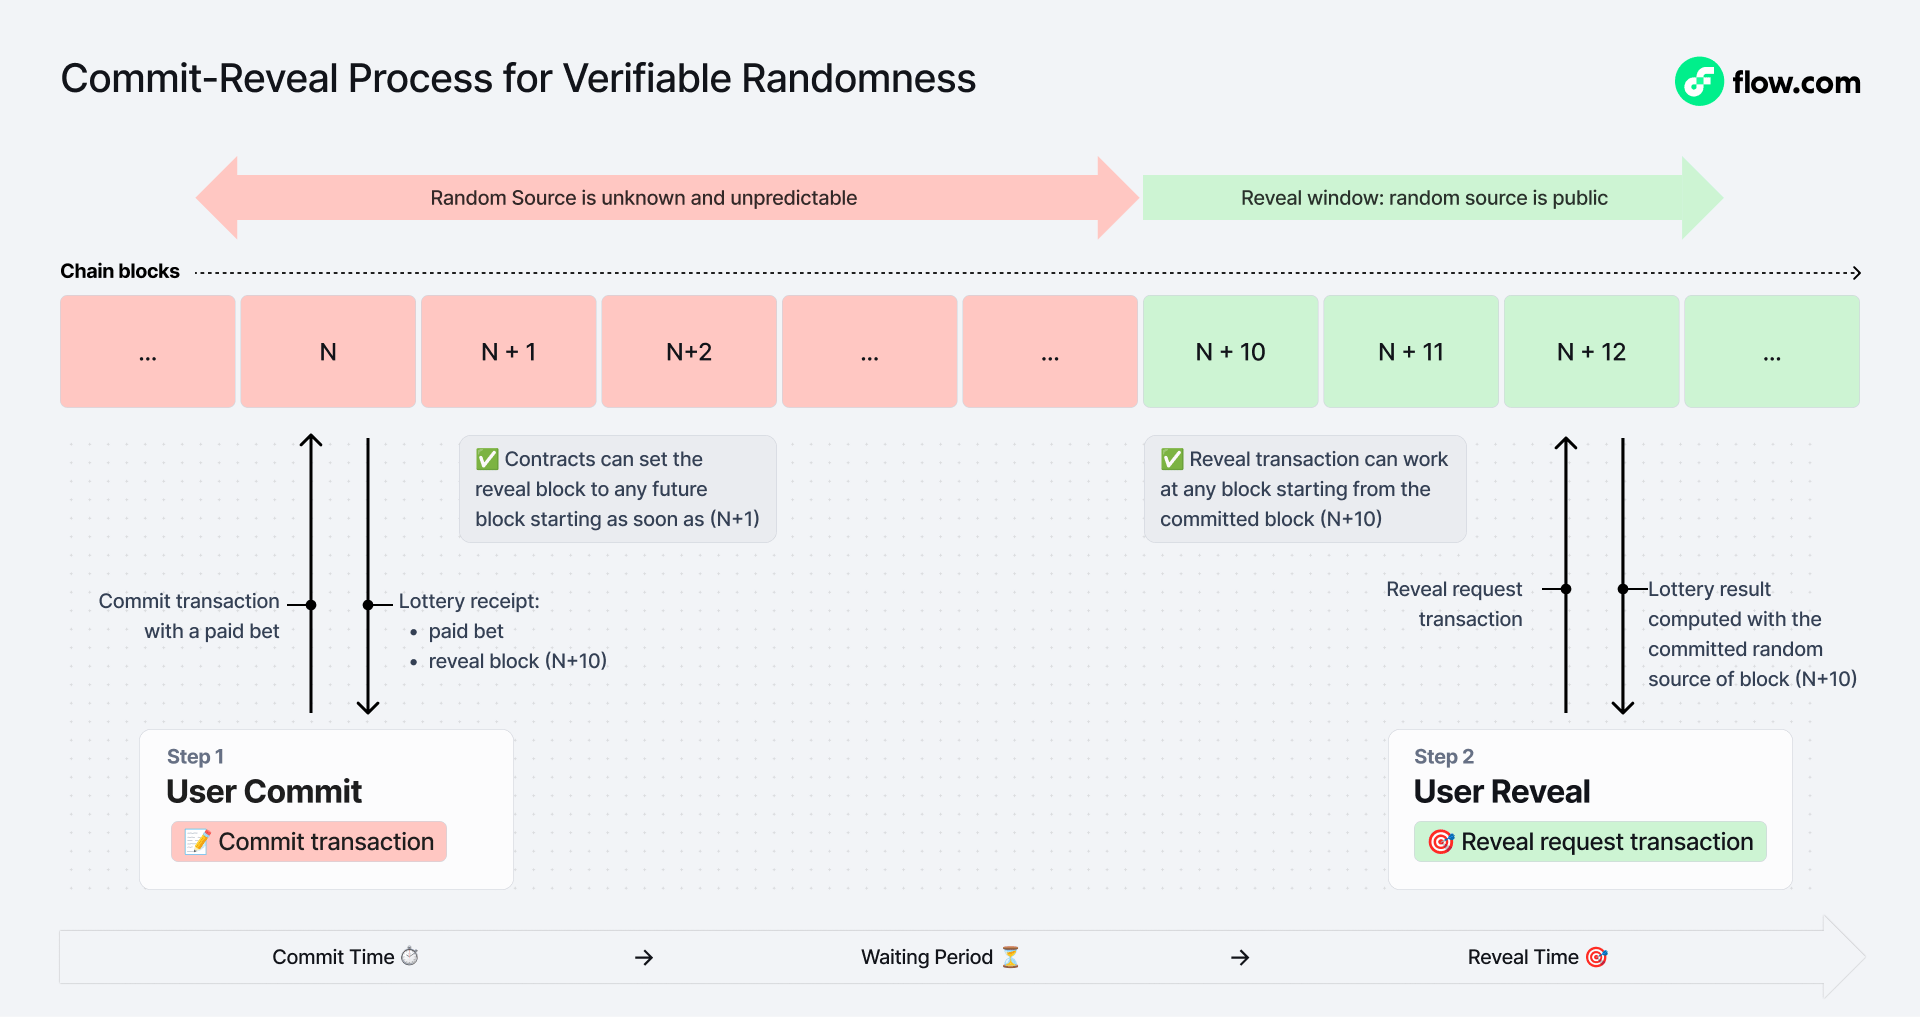 Commit-Reveal Process for Verifiable Randomness
flow.com
Random Source is unknown and unpredictable
Reveal window: random source is public
Chain blocks
...
N
N + 1
N+2
...
...
N + 10
N + 11
N + 12
...
✅ Contracts can set the
reveal block to any future
block starting as soon as (N+1)
✅ Reveal transaction can work
at any block starting from the
committed block (N+10)
Commit transaction
with a paid bet
Lottery receipt:
• paid bet
• reveal block (N+10)
Reveal request
transaction
Lottery result
computed with the
committed random
source of block (N+10)
Step 1
User Commit
📝 Commit transaction
Step 2
User Reveal
🎯 Reveal request transaction
Commit Time ⏱️
→
Waiting Period ⏳
→
Reveal Time 🎯